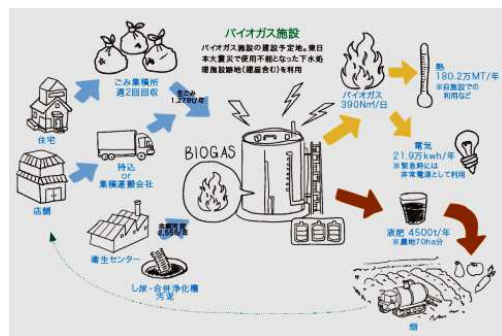 バイオガス施設
バイオガス施設の建設予定地。東日
本大震災で使用不能となった下水処
理施設跡地(建屋含む)を利用
ごみ集積所
週2回回収
生ごみ
1,278t/年
住宅
持込
or
集積運搬会社
店舗
BIOGAS
衛生センター
2,555t/年
し尿・合併浄化槽
汚泥
バイオガス
390N㎥/日
熱
180.2万MT/年
※自施設での
利用など
電気
21.9万kwh/年
※緊急時には
非常電源として利用
液肥 4500t/年
※農地70ha分
畑